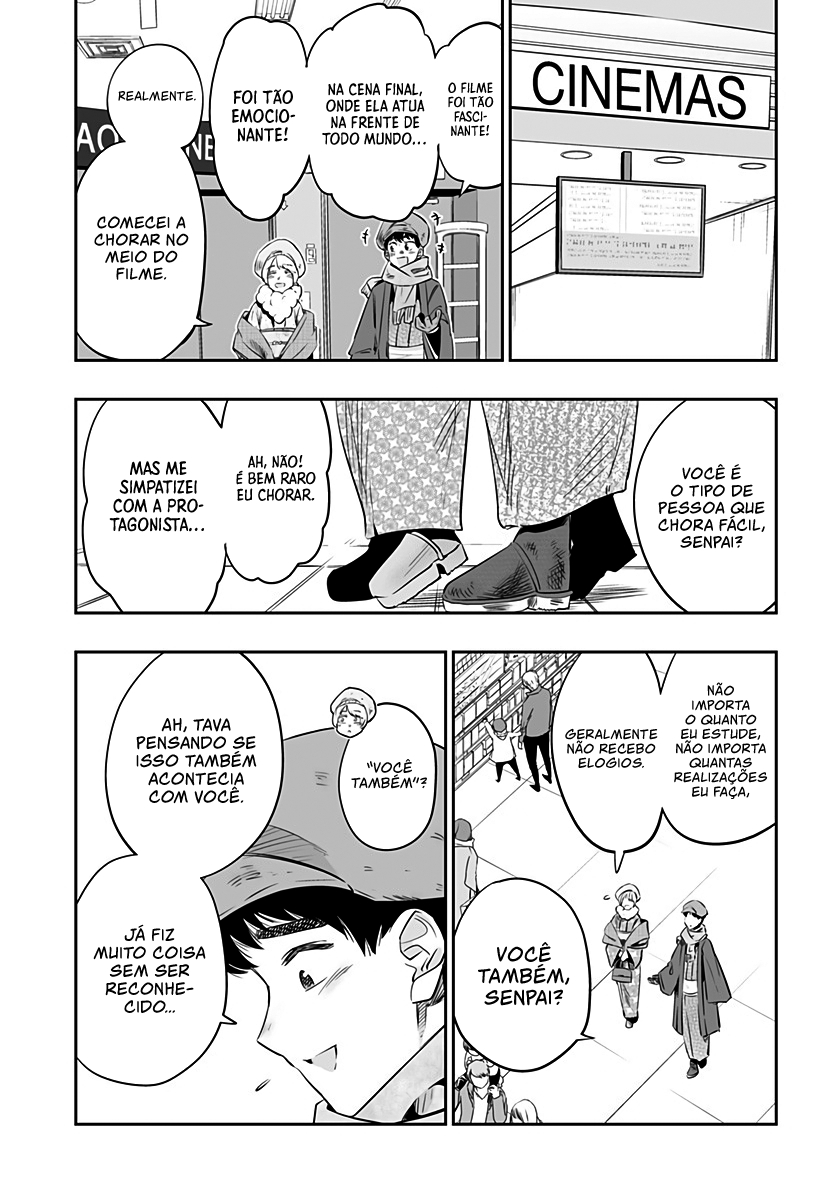 CINEMAS
O FILME
FOI TÃO
FASCI-
NANTE!
NA CENA FINAL,
ONDE ELA ATUA
NA FRENTE DE
TODO MUNDO...
FOI TÃO
EMOCIO-
NANTE!
REALMENTE.
COMECEI A
CHORAR NO
MEIO DO
FILME.
VOCÊ É
O TIPO DE
PESSOA QUE
CHORA FÁCIL,
SENPAI?
AH, NÃO!
É BEM RARO
EU CHORAR.
MAS ME
SIMPATIZEI
COM A PRO-
TAGONISTA...
NÃO
IMPORTA
O QUANTO
EU ESTUDE,
NÃO IMPORTA
QUANTAS
REALIZAÇÕES
EU FAÇA,
GERALMENTE
NÃO RECEBO
ELOGIOS.
VOCÊ
TAMBÉM,
SENPAI?
"VOCÊ
TAMBÉM"?
AH, TAVA
PENSANDO SE
ISSO TAMBÉM
ACONTECIA
COM VOCÊ.
JÁ FIZ
MUITO COISA
SEM SER
RECONHE-
CIDO...